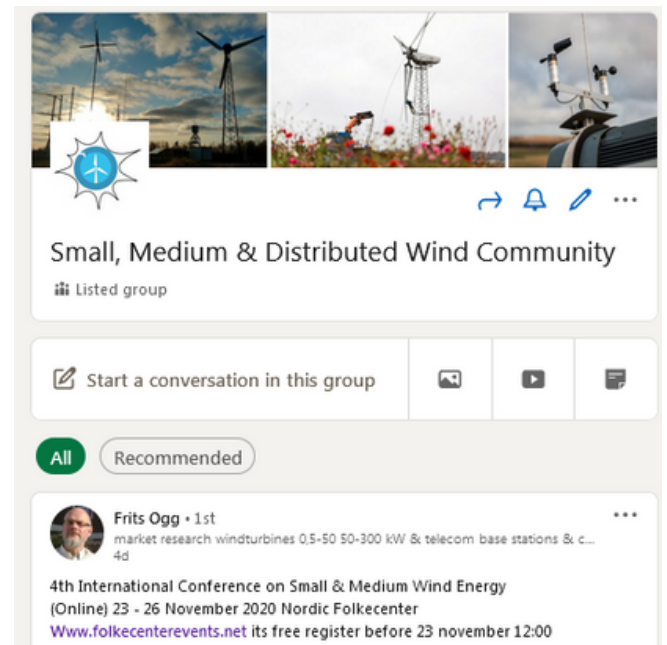 Small, Medium & Distributed Wind Community
Listed group
Start a conversation in this group
All
Recommended
Frits Ogg • 1st
market research windturbines 0,5-50 50-300 kW & telecom base stations & c...
4d
4th International Conference on Small & Medium Wind Energy
(Online) 23 - 26 November 2020 Nordic Folkecenter
Www.folkecenterevents.net its free register before 23 november 12:00